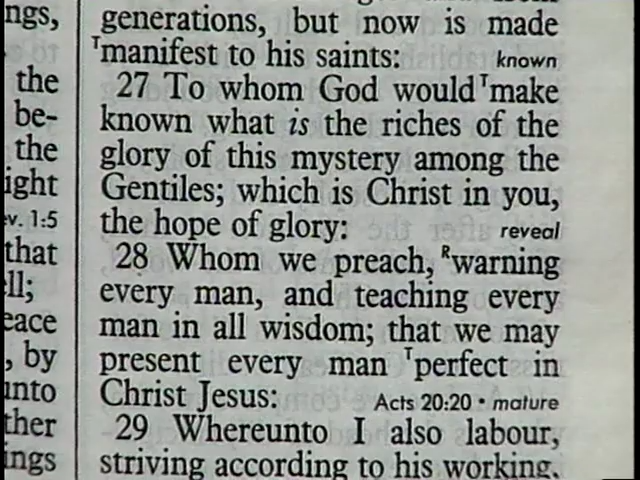 ngs,
the
be-
the
ight
ev. 1:5
that
ll;
eace
, by
unto
ther
ings
generations, but now is made
ᵀmanifest to his saints: known
27 To whom God would ᵀmake
known what is the riches of the
glory of this mystery among the
Gentiles; which is Christ in you,
the hope of glory: reveal
28 Whom we preach, ᴿwarning
every man, and teaching every
man in all wisdom; that we may
present every man ᵀperfect in
Christ Jesus: Acts 20:20 • mature
29 Whereunto I also labour,
striving according to his working,